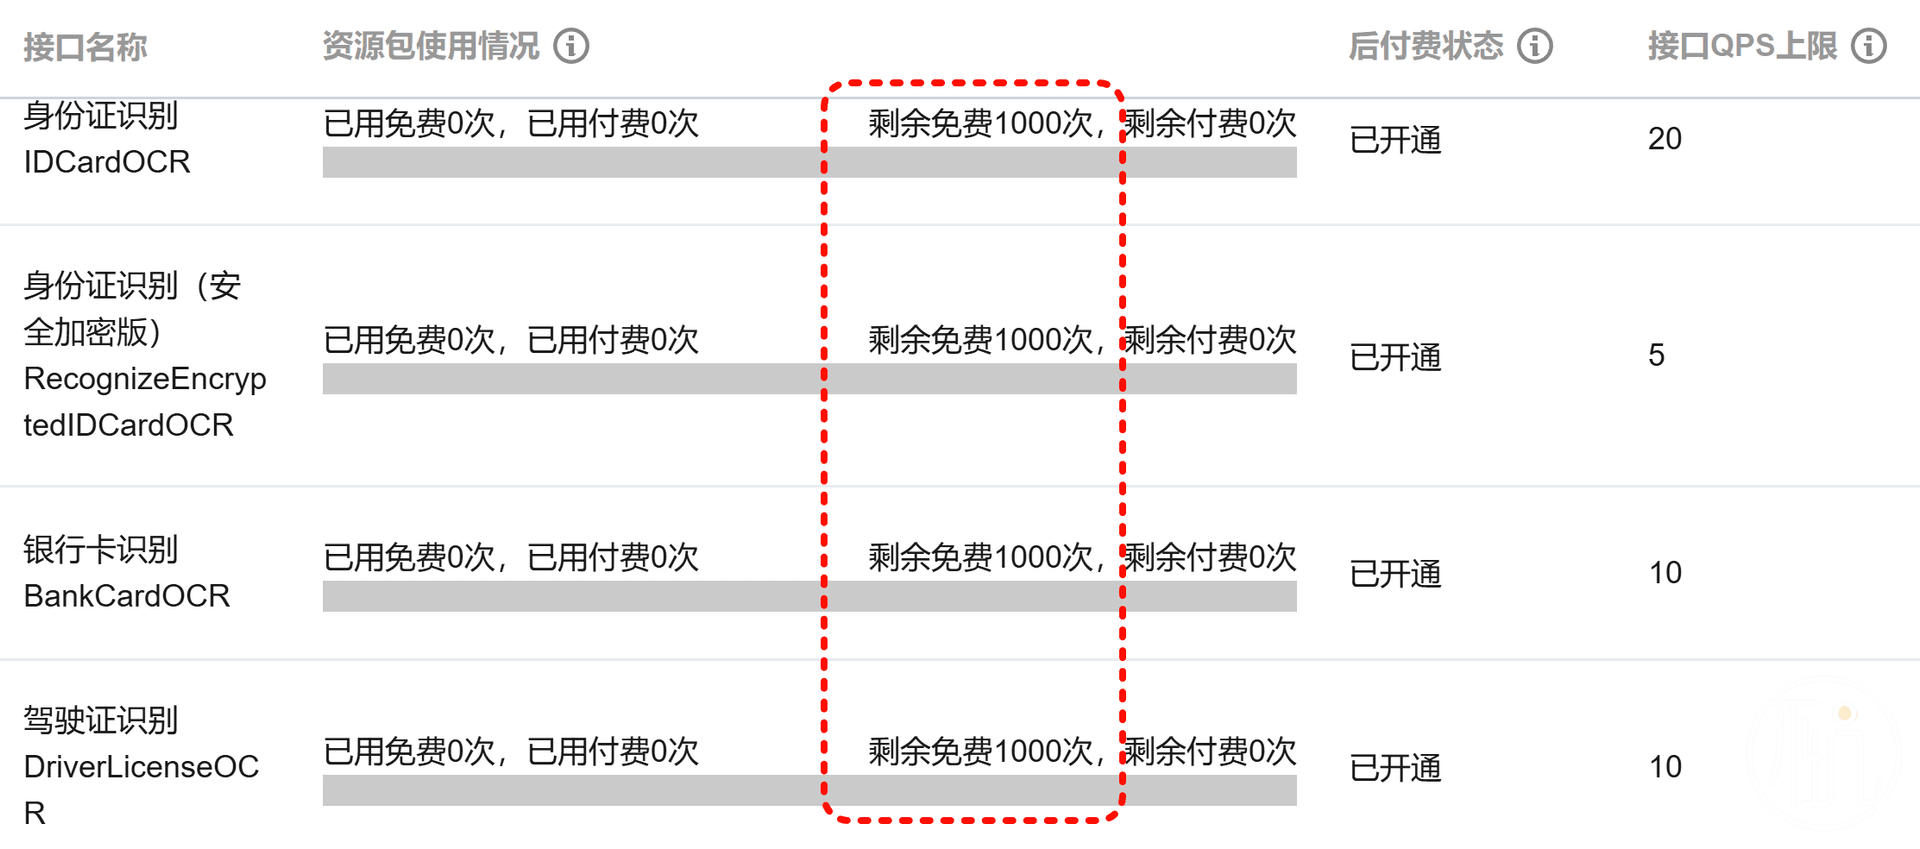 接口名称 资源包使用情况 后付费状态 接口QPS上限
身份证识别
IDCardOCR
已用免费0次，已用付费0次 剩余免费1000次，剩余付费0次
已开通
20
身份证识别（安
全加密版）
RecognizeEncryp
tedIDCardOCR
已用免费0次，已用付费0次 剩余免费1000次，剩余付费0次
已开通
5
银行卡识别
BankCardOCR
已用免费0次，已用付费0次 剩余免费1000次，剩余付费0次
已开通
10
驾驶证识别
DriverLicenseOC
R
已用免费0次，已用付费0次 剩余免费1000次，剩余付费0次
已开通
10